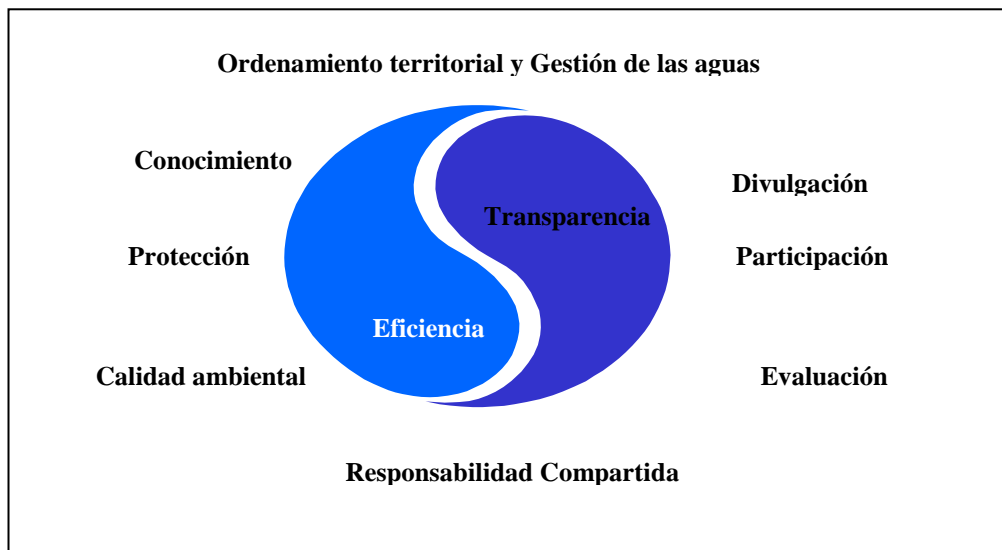 Ordenamiento territorial y Gestión de las aguas
Conocimiento
Divulgación
Transparencia
Protección
Participación
Eficiencia
Calidad ambiental
Evaluación
Responsabilidad Compartida